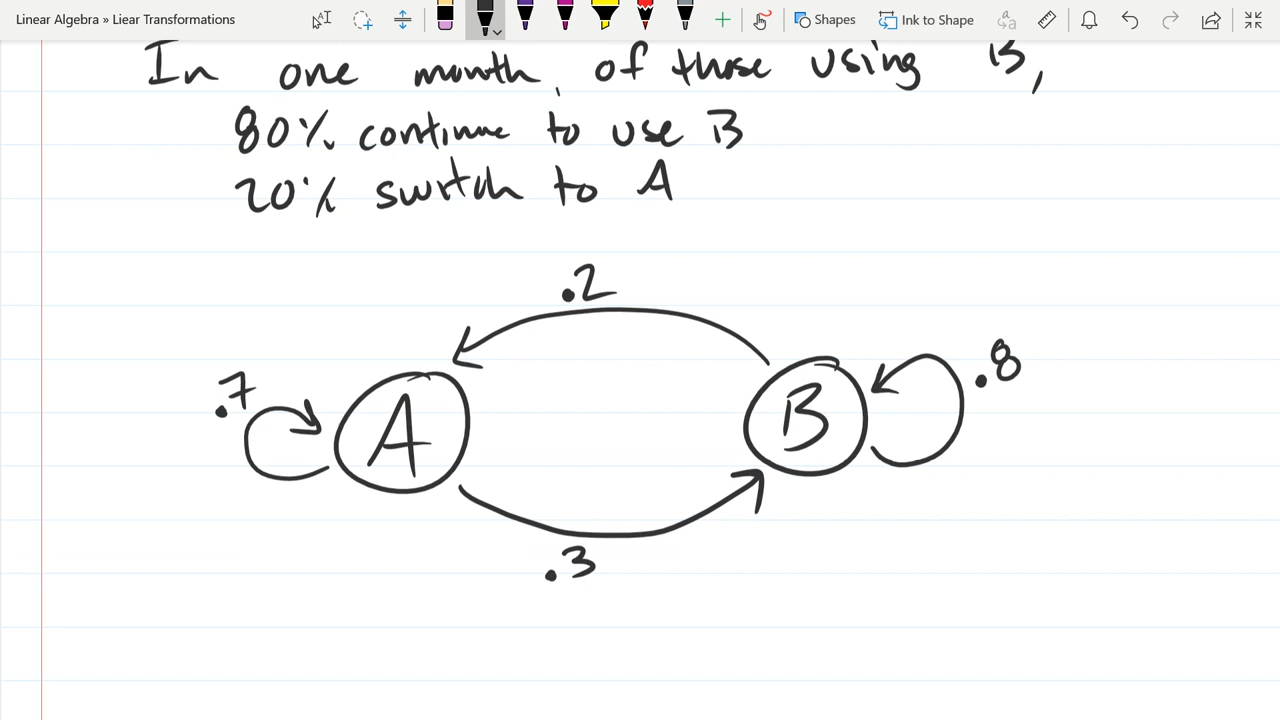 Linear Algebra » Liear Transformations
Shapes
Ink to Shape
In one month, of those using B,
80% continue to use B
20% switch to A
.2
.8
.7
A
B
.3